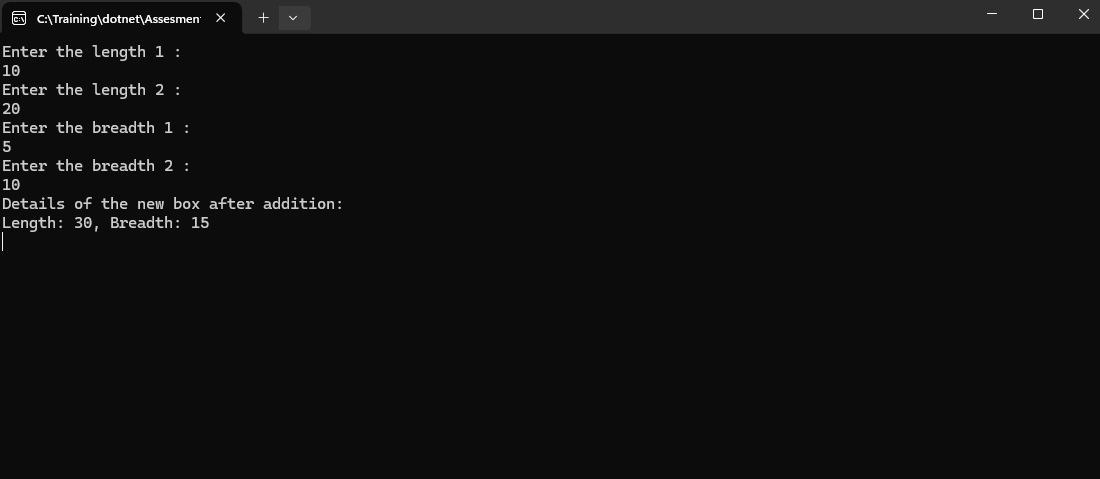 C:\Training\dotnet\Assesmen
Enter the length 1 :
10
Enter the length 2 :
20
Enter the breadth 1 :
5
Enter the breadth 2 :
10
Details of the new box after addition:
Length: 30, Breadth: 15